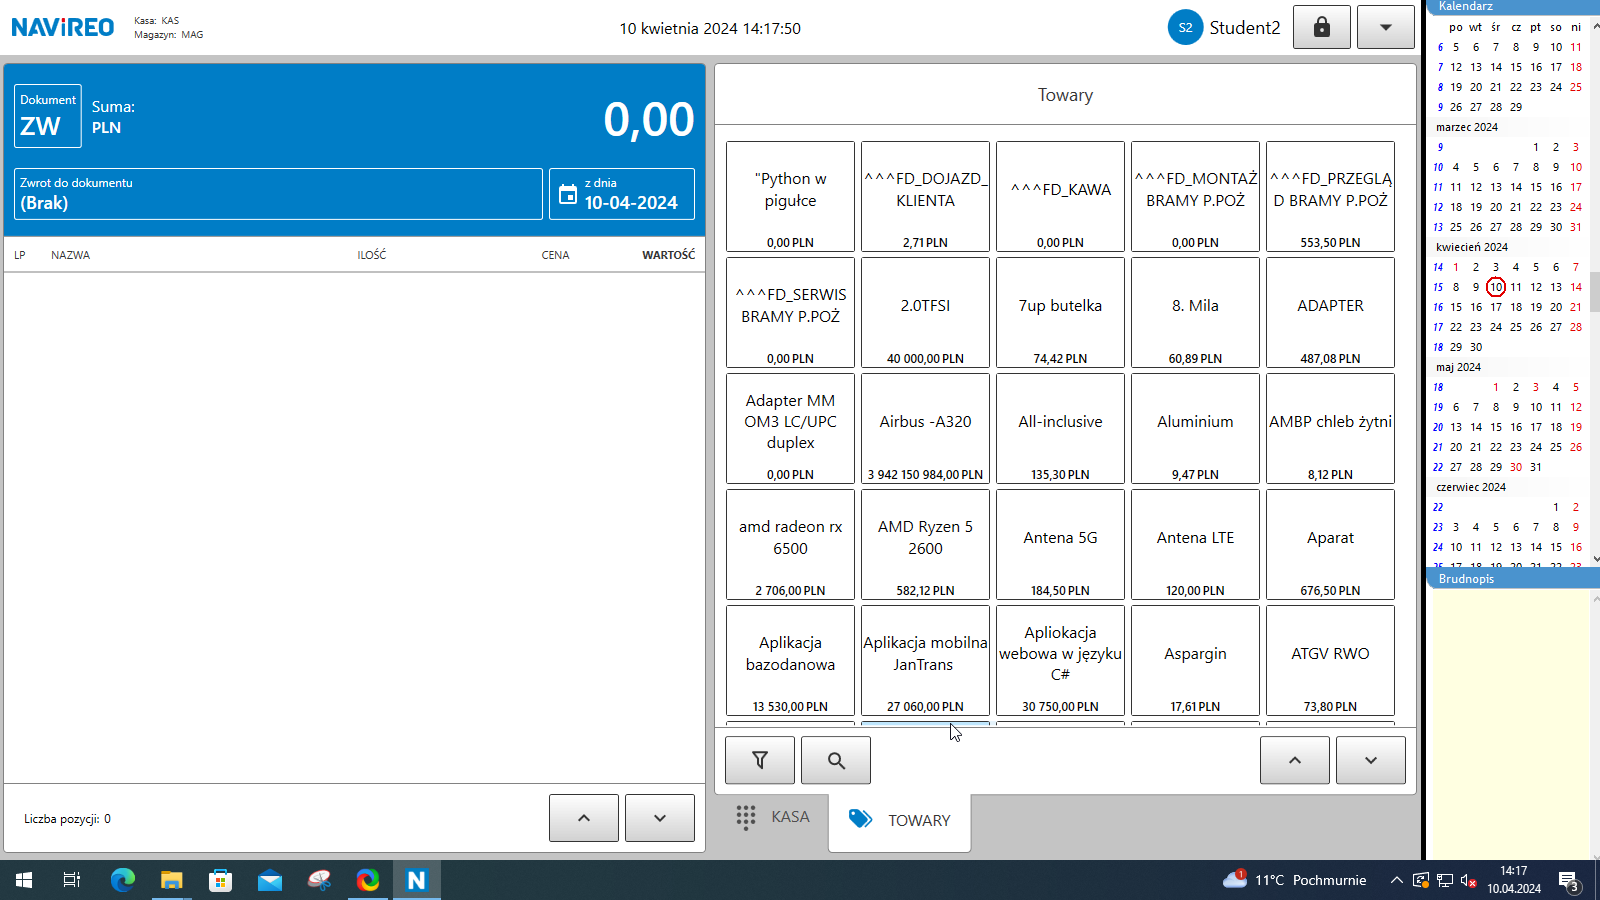 NAViREO
Kasa: KAS
Magazyn: MAG
10 kwietnia 2024 14:17:50
S2
Student2
Dokument
ZW
Suma:
PLN
0,00
Zwrot do dokumentu
(Brak)
z dnia
10-04-2024
LP NAZWA ILOŚĆ CENA WARTOŚĆ
Liczba pozycji: 0
Towary
"Python w
pigułce
0,00 PLN
^^^FD_DOJAZD_
KLIENTA
2,71 PLN
^^^FD_KAWA
0,00 PLN
^^^FD_MONTAŻ
BRAMY P.POŻ
0,00 PLN
^^^FD_PRZEGLĄ
D BRAMY P.POŻ
553,50 PLN
^^^FD_SERWIS
BRAMY P.POŻ
0,00 PLN
2.0TFSI
40 000,00 PLN
7up butelka
74,42 PLN
8. Mila
60,89 PLN
ADAPTER
487,08 PLN
Adapter MM
OM3 LC/UPC
duplex
0,00 PLN
Airbus -A320
3 942 150 984,00 PLN
All-inclusive
135,30 PLN
Aluminium
9,47 PLN
AMBP chleb żytni
8,12 PLN
amd radeon rx
6500
2 706,00 PLN
AMD Ryzen 5
2600
582,12 PLN
Antena 5G
184,50 PLN
Antena LTE
120,00 PLN
Aparat
676,50 PLN
Aplikacja
bazodanowa
13 530,00 PLN
Aplikacja mobilna
JanTrans
27 060,00 PLN
Apliokacja
webowa w języku
C#
30 750,00 PLN
Aspargin
17,61 PLN
ATGV RWO
73,80 PLN
KASA
TOWARY
Kalendarz
po wt śr cz pt so ni
6 5 6 7 8 9 10 11
7 12 13 14 15 16 17 18
8 19 20 21 22 23 24 25
9 26 27 28 29
marzec 2024
9 1 2 3
10 4 5 6 7 8 9 10
11 11 12 13 14 15 16 17
12 18 19 20 21 22 23 24
13 25 26 27 28 29 30 31
kwiecień 2024
14 1 2 3 4 5 6 7
15 8 9 10 11 12 13 14
16 15 16 17 18 19 20 21
17 22 23 24 25 26 27 28
18 29 30
maj 2024
18 1 2 3 4 5
19 6 7 8 9 10 11 12
20 13 14 15 16 17 18 19
21 20 21 22 23 24 25 26
22 27 28 29 30 31
czerwiec 2024
22 1 2
23 3 4 5 6 7 8 9
24 10 11 12 13 14 15 16
25 17 18 19 20 21 22 23
Brudnopis
N
1
11°C Pochmurnie
14:17
10.04.2024
3